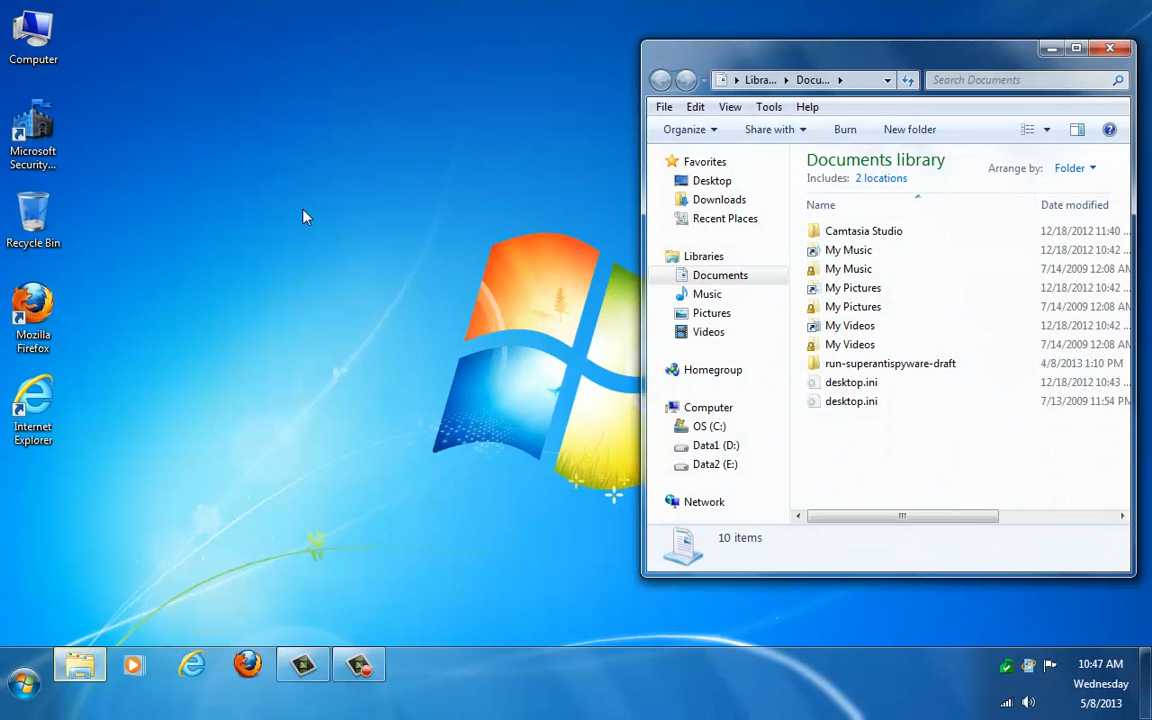 Computer
Microsoft
Security...
Recycle Bin
Mozilla
Firefox
Internet
Explorer
Libra...
Docu...
Search Documents
File
Edit
View
Tools
Help
Organize
Share with
Burn
New folder
Favorites
Desktop
Downloads
Recent Places
Libraries
Documents
Music
Pictures
Videos
Homegroup
Computer
OS (C:)
Data1 (D:)
Data2 (E:)
Network
Documents library
Includes: 2 locations
Arrange by: Folder
Name Date modified
Camtasia Studio 12/18/2012 11:40 ...
My Music 12/18/2012 10:42 ...
My Music 7/14/2009 12:08 AM
My Pictures 12/18/2012 10:42 ...
My Pictures 7/14/2009 12:08 AM
My Videos 12/18/2012 10:42 ...
My Videos 7/14/2009 12:08 AM
run-superantispyware-draft 4/8/2013 1:10 PM
desktop.ini 12/18/2012 10:43 ...
desktop.ini 7/13/2009 11:54 PM
10 items
10:47 AM
Wednesday
5/8/2013